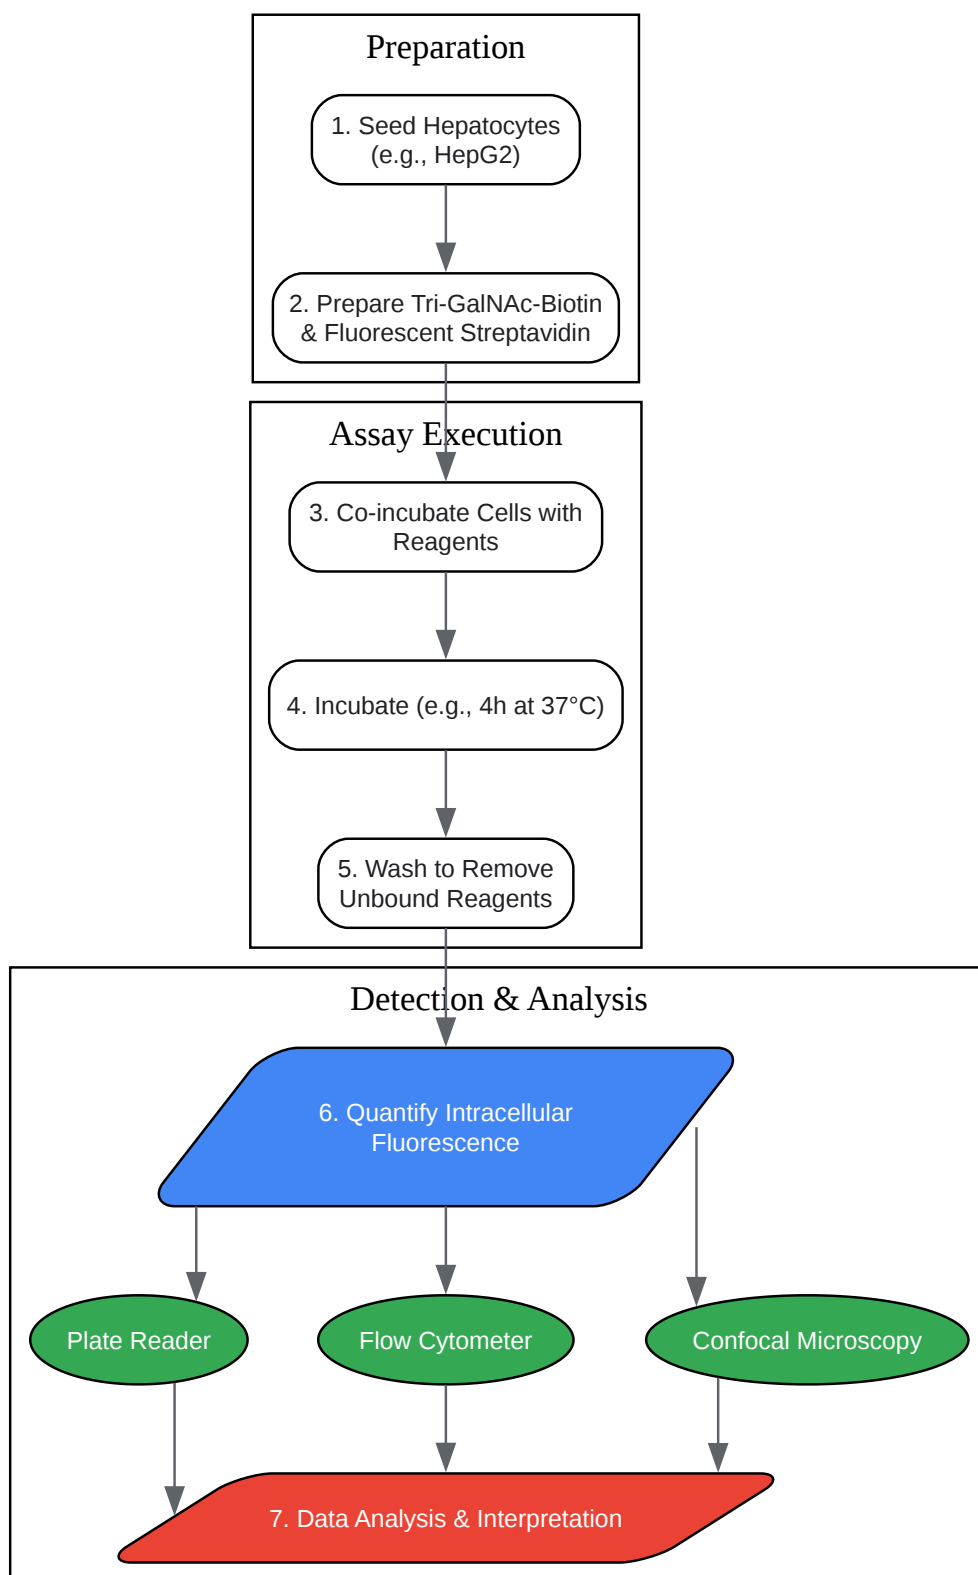 Preparation
1. Seed Hepatocytes
(e.g., HepG2)
2. Prepare Tri-GalNAc-Biotin
& Fluorescent Streptavidin
Assay Execution
3. Co-incubate Cells with
Reagents
4. Incubate (e.g., 4h at 37°C)
5. Wash to Remove
Unbound Reagents
Detection & Analysis
6. Quantify Intracellular
Fluorescence
Plate Reader
Flow Cytometer
Confocal Microscopy
7. Data Analysis & Interpretation